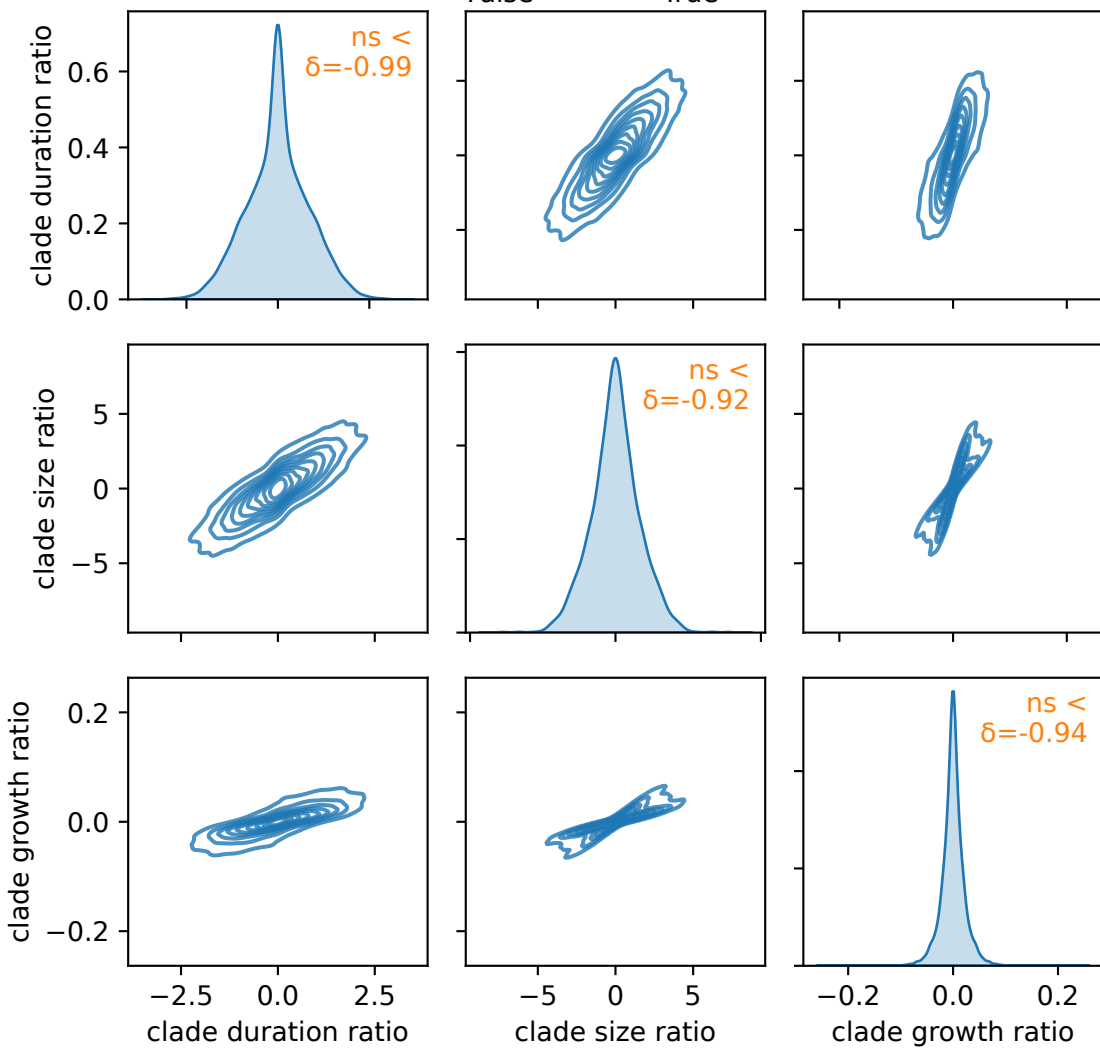 clade duration ratio
0.6
0.4
0.2
0.0
ns <
δ=-0.99
clade size ratio
5
0
−5
ns <
δ=-0.92
clade growth ratio
0.2
0.0
−0.2
ns <
δ=-0.94
−2.5 0.0 2.5
−5 0 5
−0.2 0.0 0.2
clade duration ratio
clade size ratio
clade growth ratio